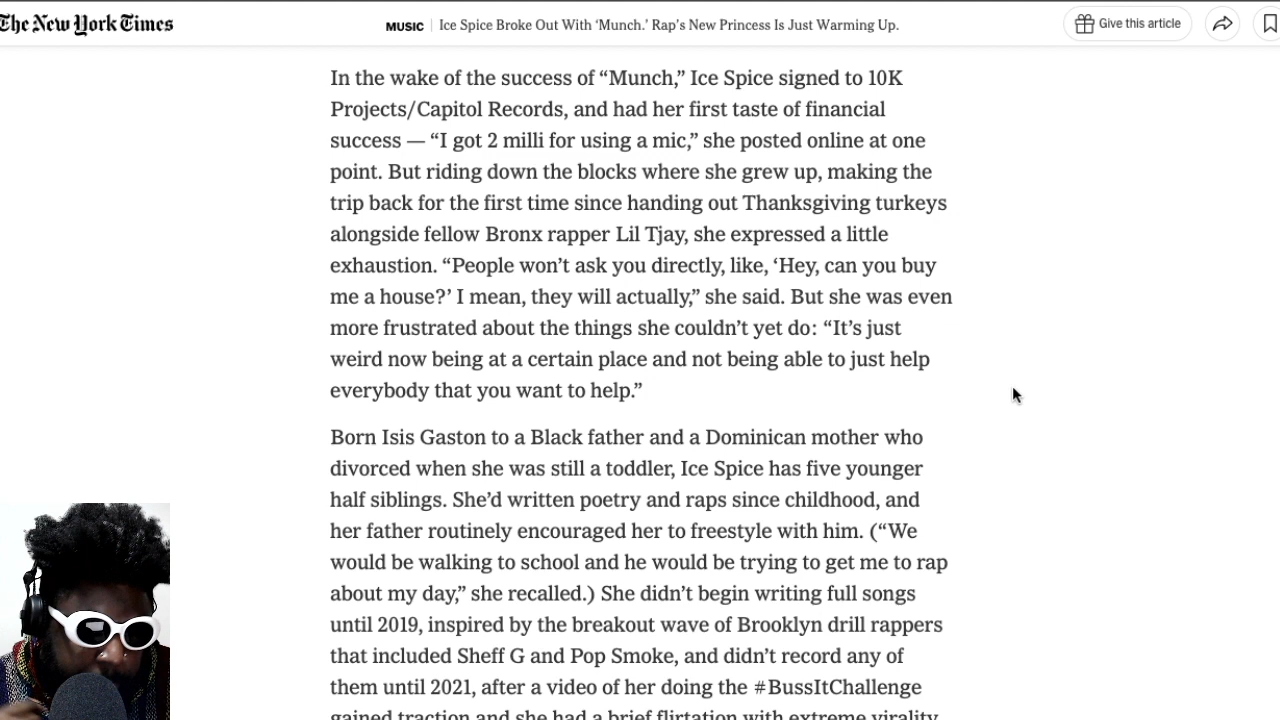 The New York Times
MUSIC Ice Spice Broke Out With ‘Munch.’ Rap’s New Princess Is Just Warming Up.
Give this article
In the wake of the success of “Munch,” Ice Spice signed to 10K
Projects/Capitol Records, and had her first taste of financial
success — “I got 2 milli for using a mic,” she posted online at one
point. But riding down the blocks where she grew up, making the
trip back for the first time since handing out Thanksgiving turkeys
alongside fellow Bronx rapper Lil Tjay, she expressed a little
exhaustion. “People won’t ask you directly, like, ‘Hey, can you buy
me a house?’ I mean, they will actually,” she said. But she was even
more frustrated about the things she couldn’t yet do: “It’s just
weird now being at a certain place and not being able to just help
everybody that you want to help.”
Born Isis Gaston to a Black father and a Dominican mother who
divorced when she was still a toddler, Ice Spice has five younger
half siblings. She’d written poetry and raps since childhood, and
her father routinely encouraged her to freestyle with him. (“We
would be walking to school and he would be trying to get me to rap
about my day,” she recalled.) She didn’t begin writing full songs
until 2019, inspired by the breakout wave of Brooklyn drill rappers
that included Sheff G and Pop Smoke, and didn’t record any of
them until 2021, after a video of her doing the #BussItChallenge
gained traction and she had a brief flirtation with extreme virality